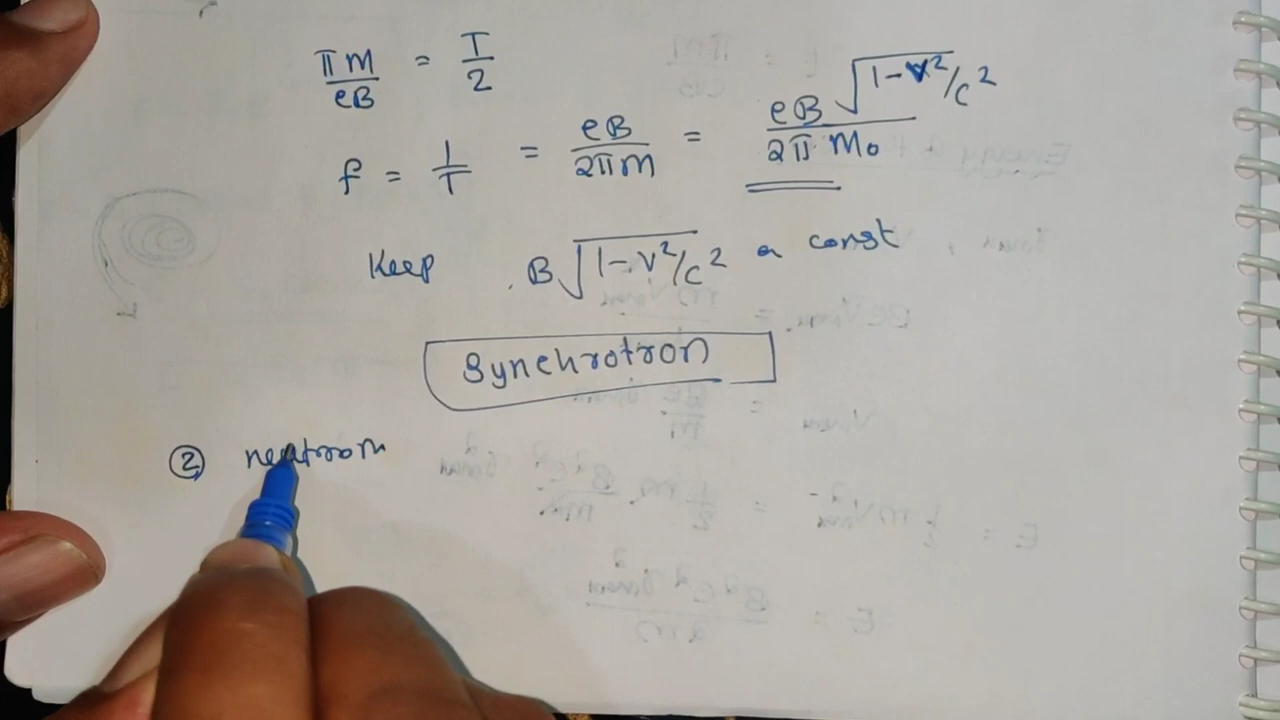 πm/eB = T/2
f = 1/T = eB/2πm = eB√1-v²/c² / 2π m₀
Keep B√1-v²/c² a const
Synchrotron
② neutron